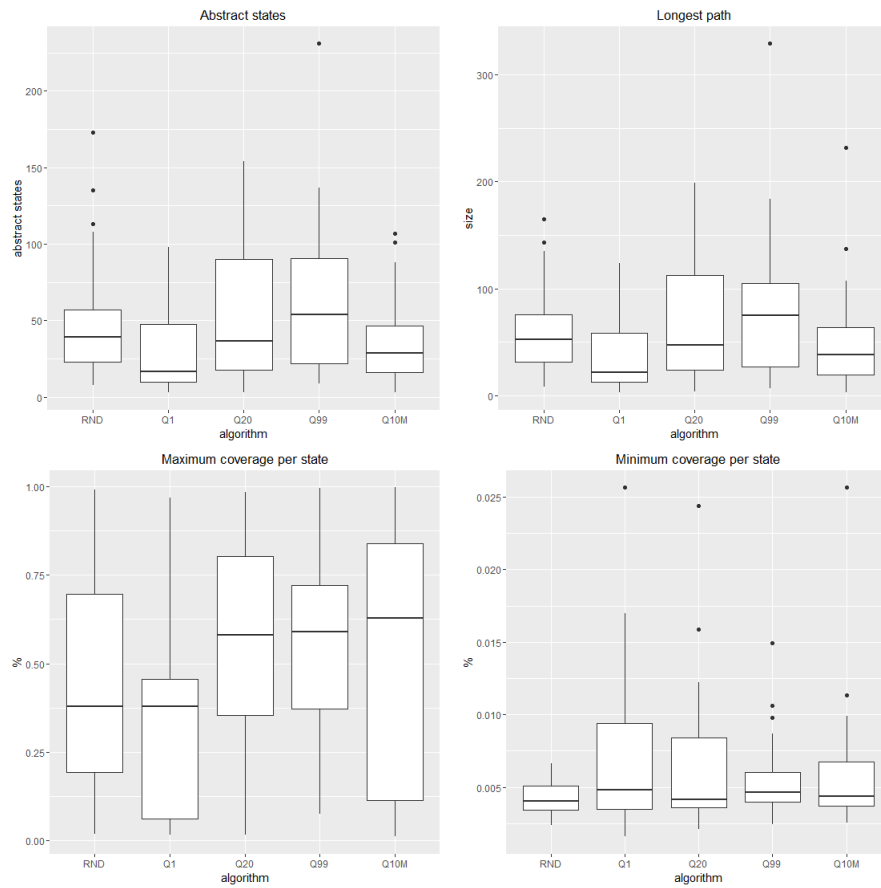 Abstract states
abstract states
200
150
100
50
0
RND Q1 Q20 Q99 Q10M
algorithm
Longest path
size
300
200
100
0
RND Q1 Q20 Q99 Q10M
algorithm
Maximum coverage per state
%
1.00
0.75
0.50
0.25
0.00
RND Q1 Q20 Q99 Q10M
algorithm
Minimum coverage per state
%
0.025
0.020
0.015
0.010
0.005
RND Q1 Q20 Q99 Q10M
algorithm